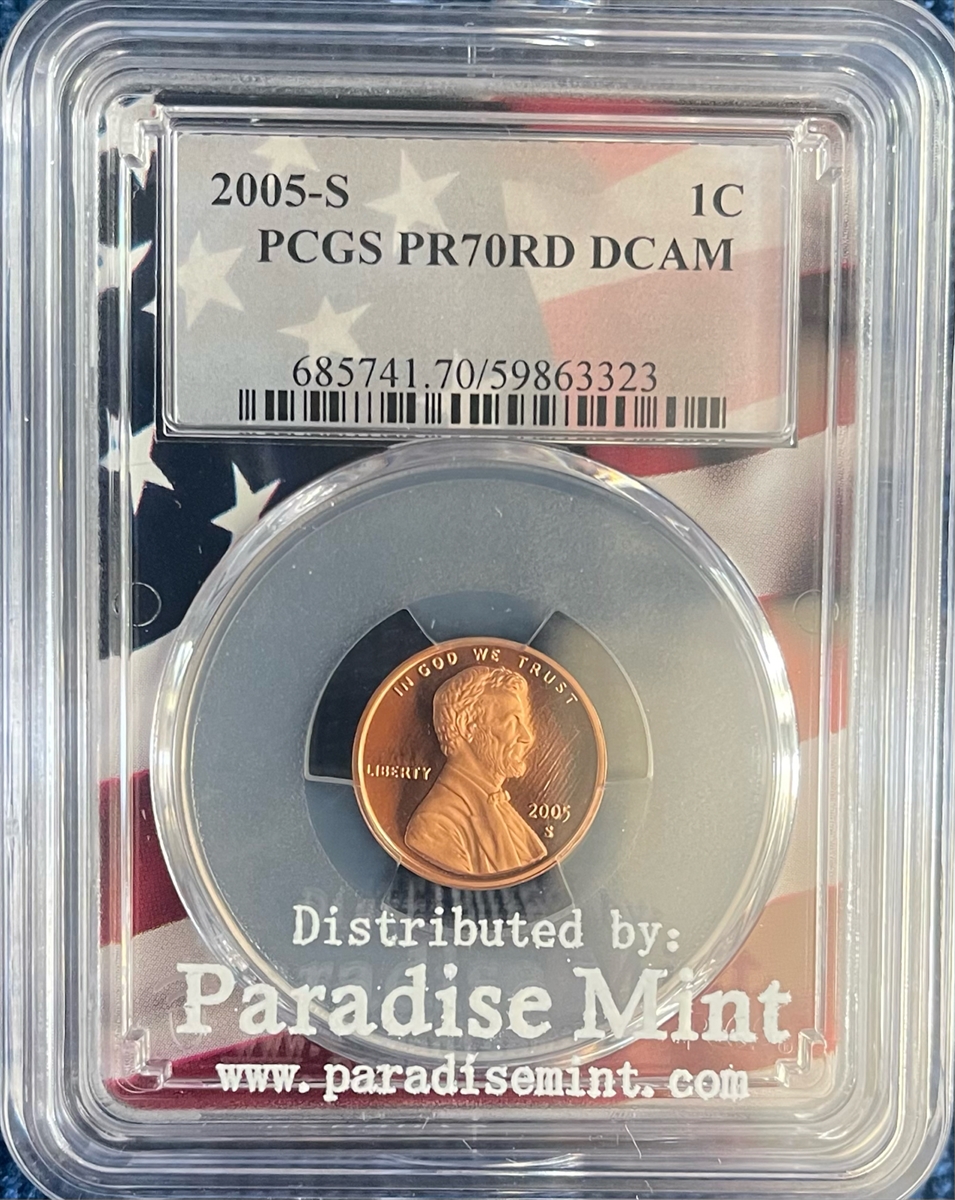 2005-S 1C
PCGS PR70RD DCAM
685741.70/59863323
IN GOD WE TRUST
LIBERTY
2005
S
Distributed by:
Paradise Mint
www.paradisemint.com